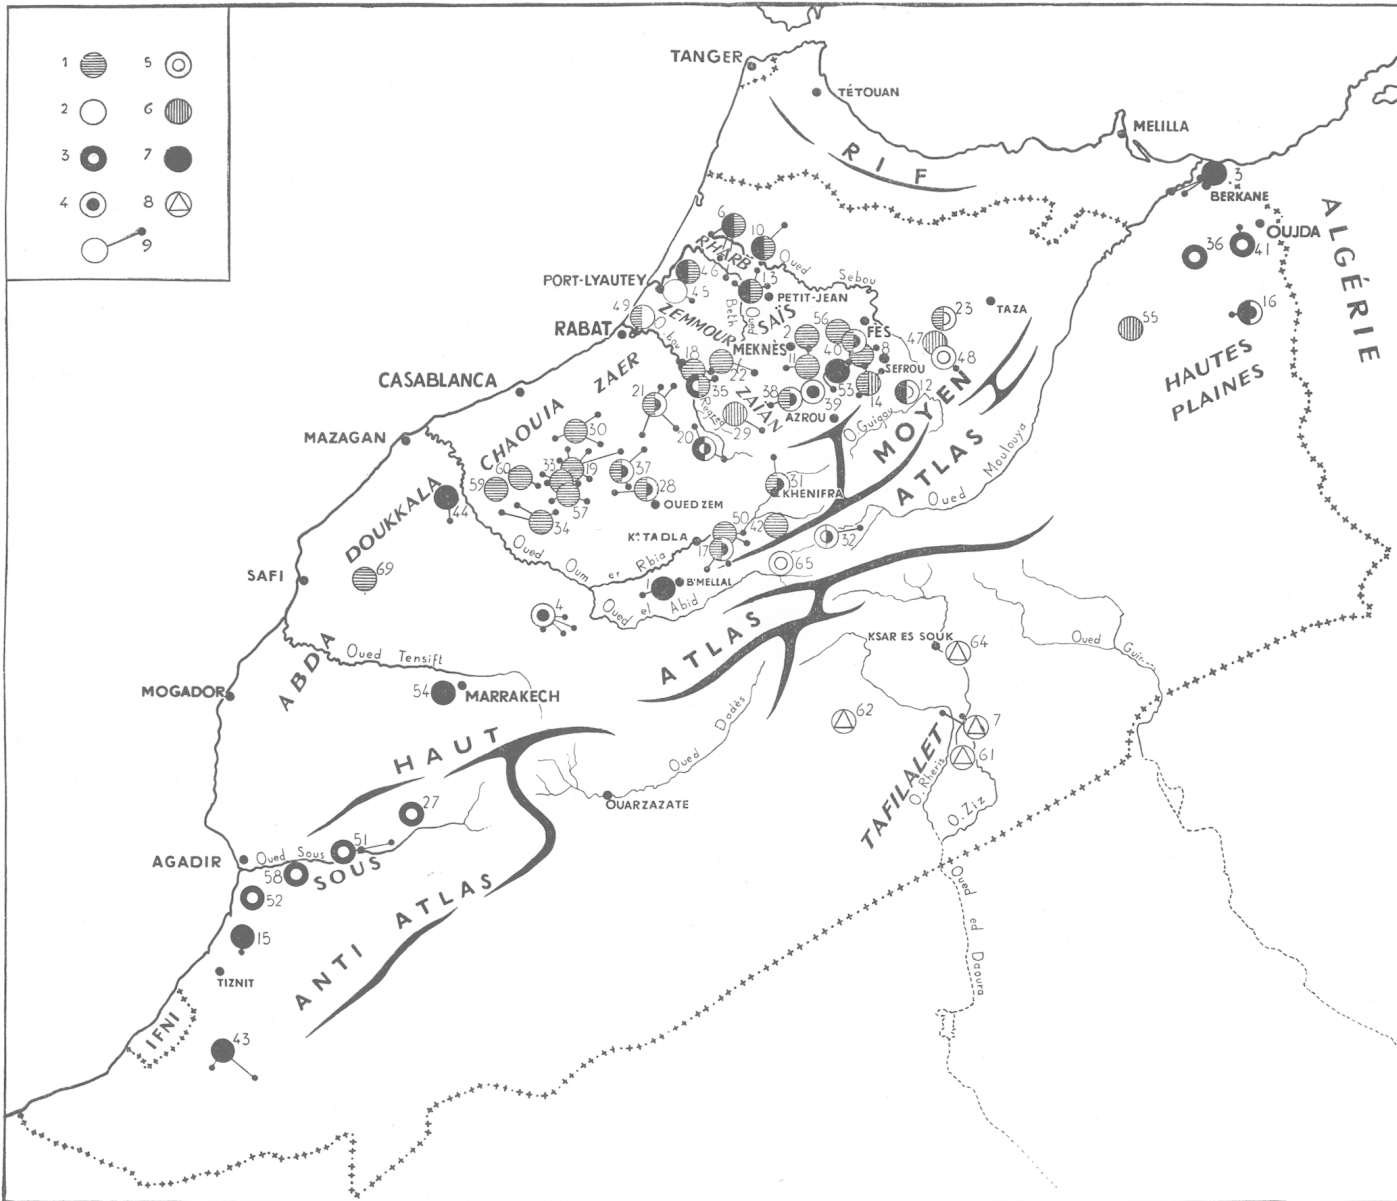 1
5
2
6
3
7
4
8
9
TANGER
TÉTOUAN
MELILLA
RIF
3
BERKANE
ALGÉRIE
OUJDA
36
41
16
55
HAUTES
PLAINES
6
10
RHARB
Oued
Sebou
46
13
PORT-LYAUTEY
45
PETIT-JEAN
Oued
Beth
SAÏS
23
TAZA
49
ZEMMOUR
56
FÈS
RABAT
O. bou
Regreg
2
MEKNÈS
40
8
47
48
11
SEFROU
18
22
35
53
14
12
CASABLANCA
ZAER
21
38
39
ZAÏAN
AZROU
O. Guigou
MOYEN
ATLAS
Oued Moulouya
29
20
MAZAGAN
CHAOUIA
30
60
33
19
37
59
57
28
31
KHENIFRA
OUED ZEM
34
DOUKKALA
44
50
42
32
Kª TADLA
17
65
Oued
Oum
er
Rbia
SAFI
69
1
B.MELLAL
Oued
el
Abid
4
ABDA
Oued Tensift
ATLAS
KSAR ES SOUK
64
Oued
Guir
MOGADOR
54
MARRAKECH
HAUT
Oued
Dadès
62
7
61
TAFILALET
O. Rheris
O. Ziz
OUARZAZATE
27
AGADIR
Oued Sous
51
58
SOUS
52
15
ANTI ATLAS
TIZNIT
IFNI
43
Oued
ed
Daoura